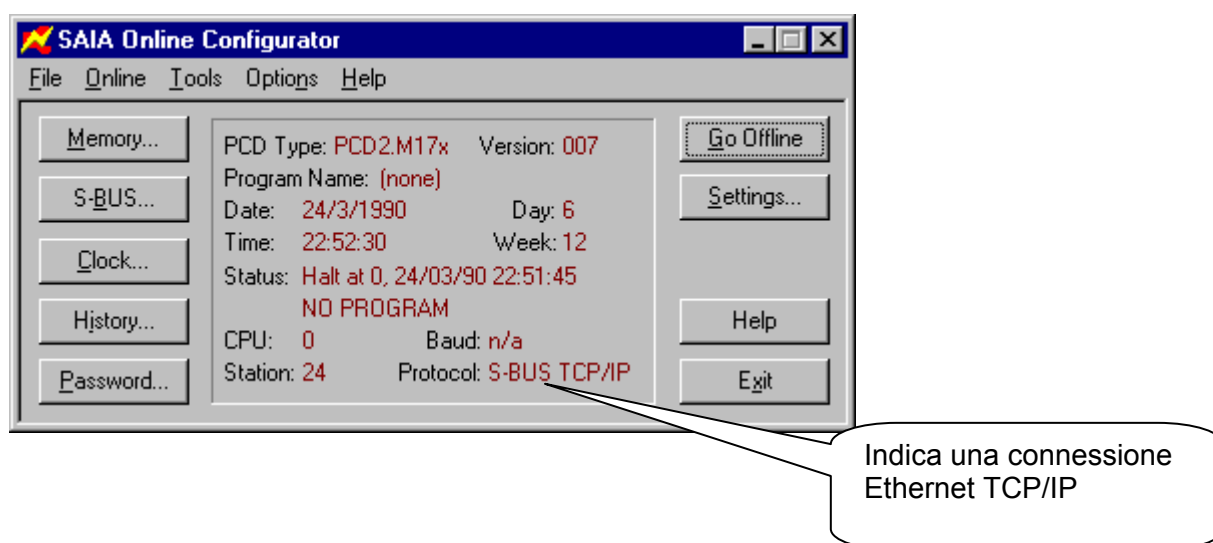 SAIA Online Configurator
File Online Tools Options Help
Memory...
S-BUS...
Clock...
History...
Password...
PCD Type: PCD2.M17x Version: 007
Program Name: (none)
Date: 24/3/1990 Day: 6
Time: 22:52:30 Week: 12
Status: Halt at 0, 24/03/90 22:51:45
NO PROGRAM
CPU: 0 Baud: n/a
Station: 24 Protocol: S-BUS TCP/IP
Go Offline
Settings...
Help
Exit
Indica una connessione
Ethernet TCP/IP